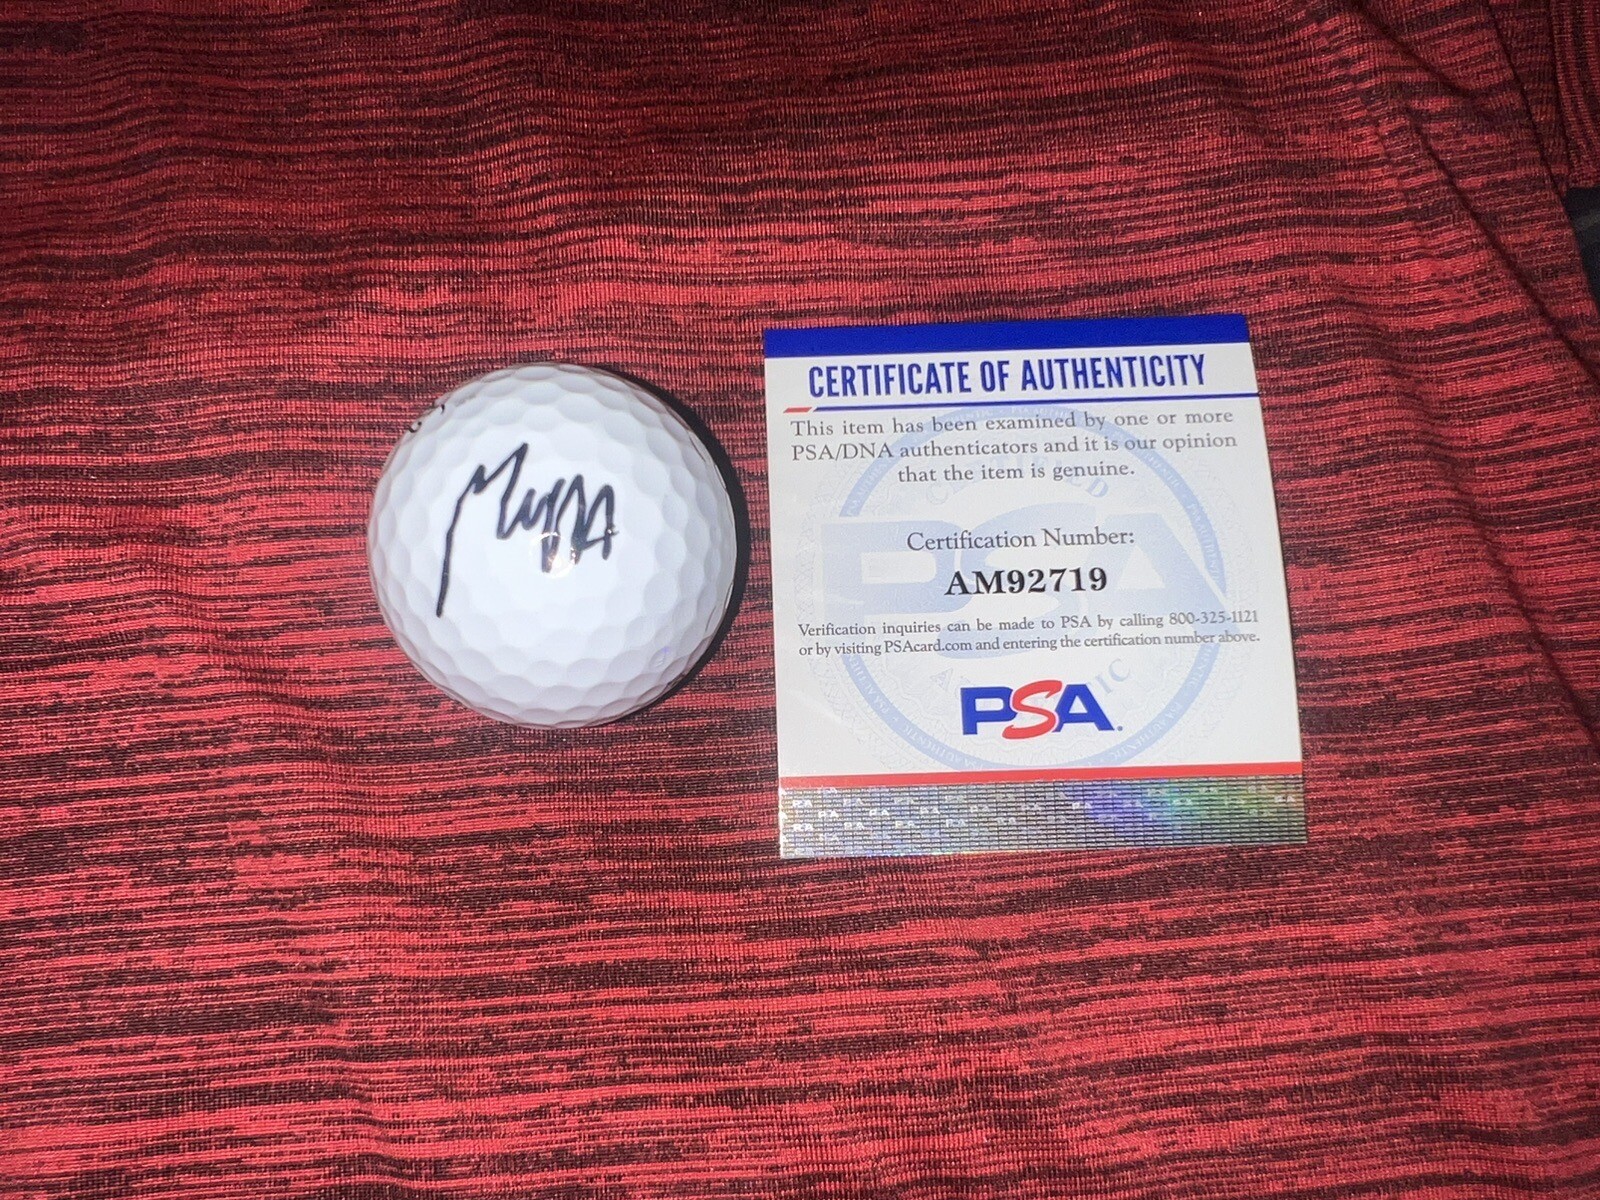 CERTIFICATE OF AUTHENTICITY
This item has been examined by one or more
PSA/DNA authenticators and it is our opinion
that the item is genuine.
Certification Number:
AM92719
Verification inquiries can be made to PSA by calling 800-325-1121
or by visiting PSAcard.com and entering the certification number above.
PSA